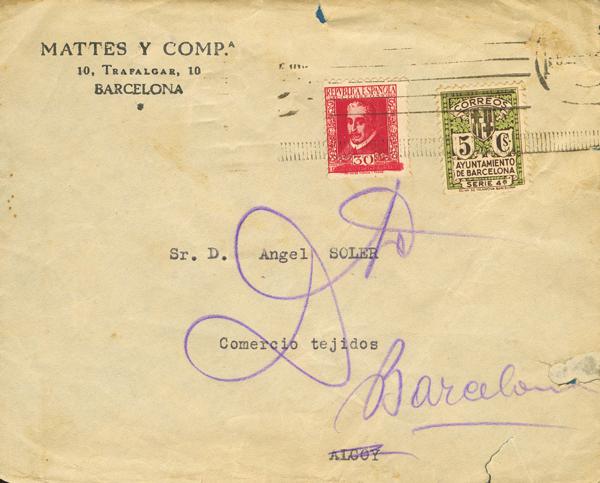 MATTES Y COMP.ᴬ
10, TRAFALGAR, 10
BARCELONA
REPUBLICA ESPAÑOLA
30
CORREOS
5 Cs
AYUNTAMIENTO
DE BARCELONA
SERIE 46
Sr. D. Angel SOLER
Comercio tejidos
Barcelona
ALCOY